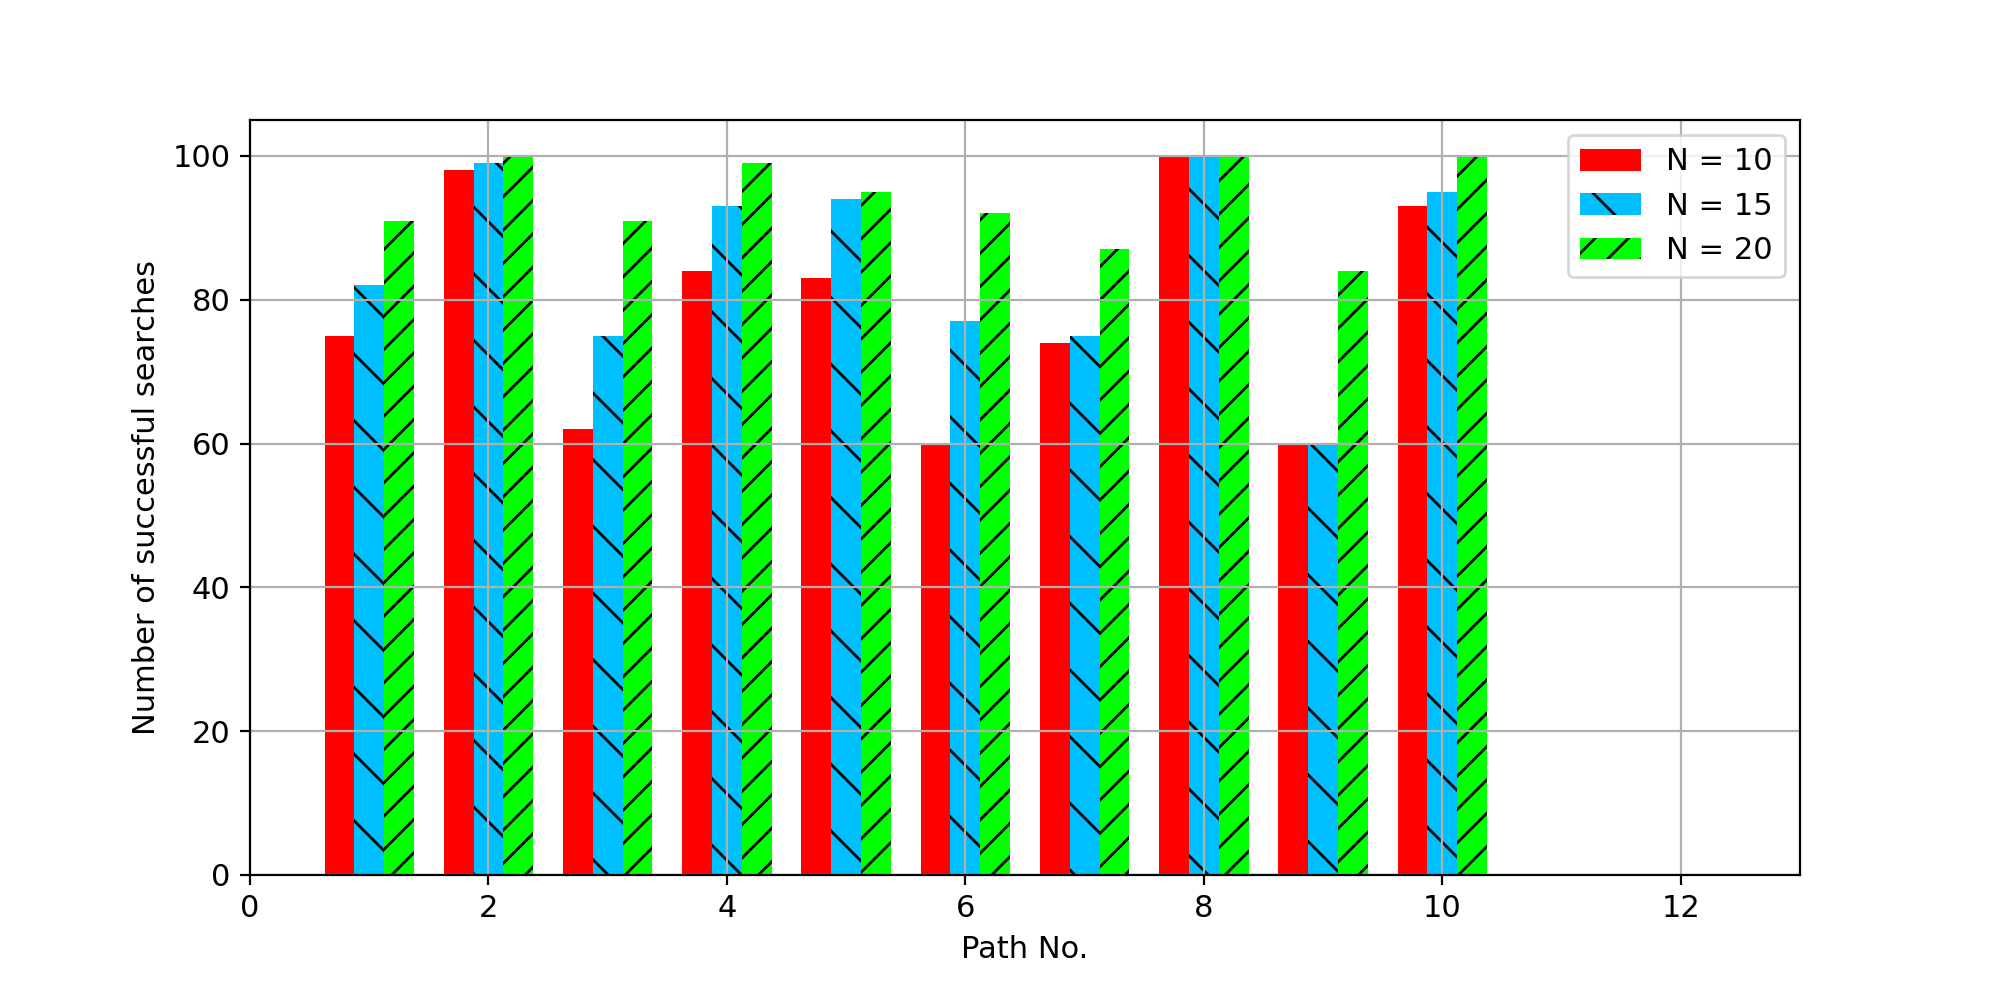 N = 10
N = 15
N = 20
100
80
60
40
20
0
Number of successful searches
0 2 4 6 8 10 12
Path No.